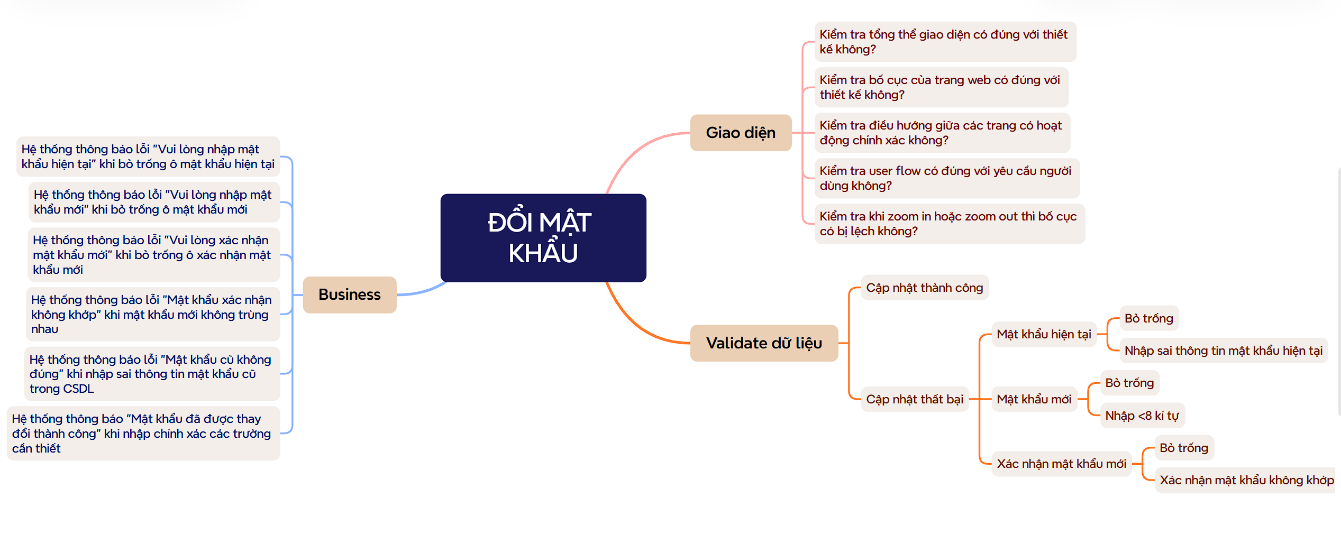 ĐỔI MẬT
KHẨU
Giao diện
Kiểm tra tổng thể giao diện có đúng với thiết
kế không?
Kiểm tra bố cục của trang web có đúng với
thiết kế không?
Kiểm tra điều hướng giữa các trang có hoạt
động chính xác không?
Kiểm tra user flow có đúng với yêu cầu người
dùng không?
Kiểm tra khi zoom in hoặc zoom out thì bố cục
có bị lệch không?
Validate dữ liệu
Cập nhật thành công
Cập nhật thất bại
Mật khẩu hiện tại
Bỏ trống
Nhập sai thông tin mật khẩu hiện tại
Mật khẩu mới
Bỏ trống
Nhập <8 kí tự
Xác nhận mật khẩu mới
Bỏ trống
Xác nhận mật khẩu không khớp
Business
Hệ thống thông báo lỗi "Vui lòng nhập mật
khẩu hiện tại" khi bỏ trống ô mật khẩu hiện tại
Hệ thống thông báo lỗi "Vui lòng nhập mật
khẩu mới" khi bỏ trống ô mật khẩu mới
Hệ thống thông báo lỗi "Vui lòng xác nhận
mật khẩu mới" khi bỏ trống ô xác nhận mật
khẩu mới
Hệ thống thông báo lỗi "Mật khẩu xác nhận
không khớp" khi mật khẩu mới không trùng
nhau
Hệ thống thông báo lỗi "Mật khẩu cũ không
đúng" khi nhập sai thông tin mật khẩu cũ
trong CSDL
Hệ thống thông báo "Mật khẩu đã được thay
đổi thành công" khi nhập chính xác các trường
cần thiết